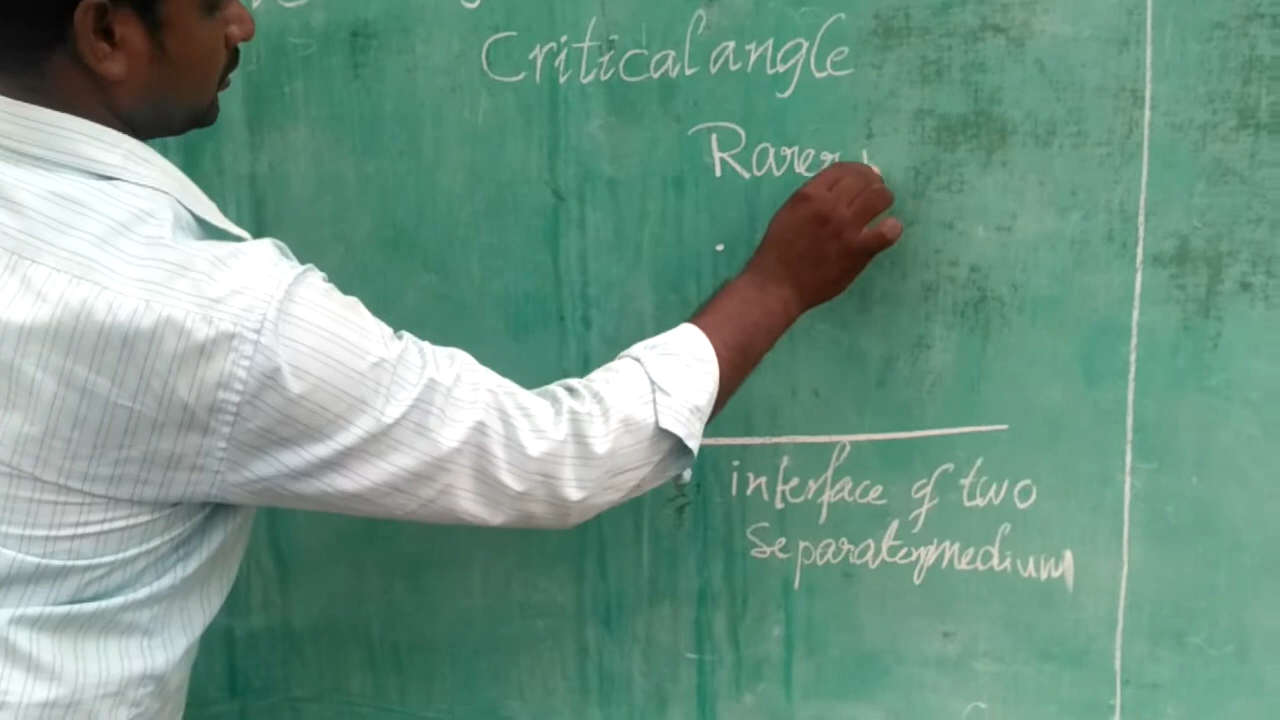 Critical angle
Rarer
interface of two
Separate medium